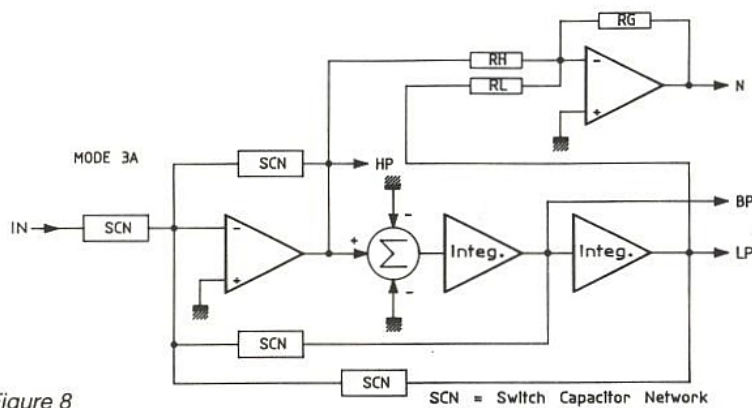 RG
RH
-
N
RL
+
MODE 3A
SCN
HP
-
BP
IN
SCN
-
+
Σ
Integ.
Integ.
LP
+
-
SCN
SCN
Figure 8
SCN = Switch Capacitor Network